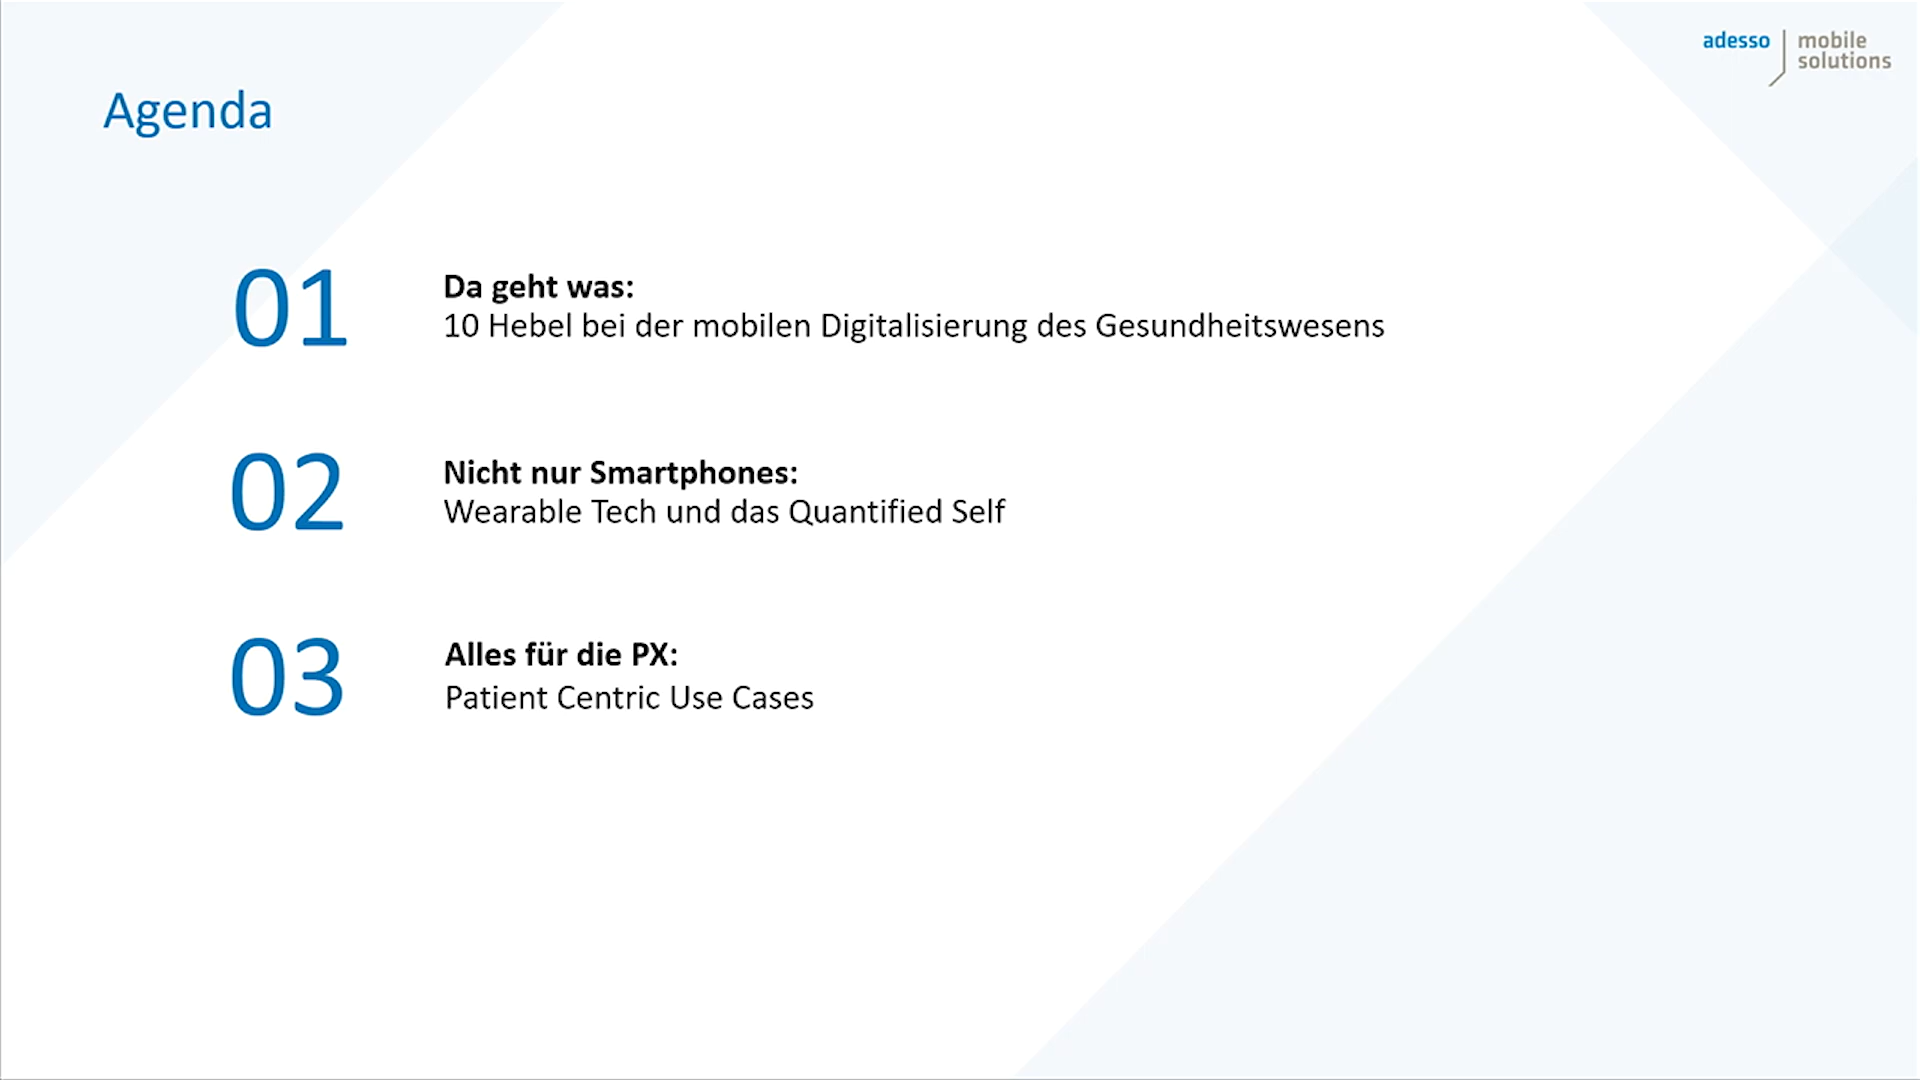 adesso mobile
solutions
Agenda
01
Da geht was:
10 Hebel bei der mobilen Digitalisierung des Gesundheitswesens
02
Nicht nur Smartphones:
Wearable Tech und das Quantified Self
03
Alles für die PX:
Patient Centric Use Cases